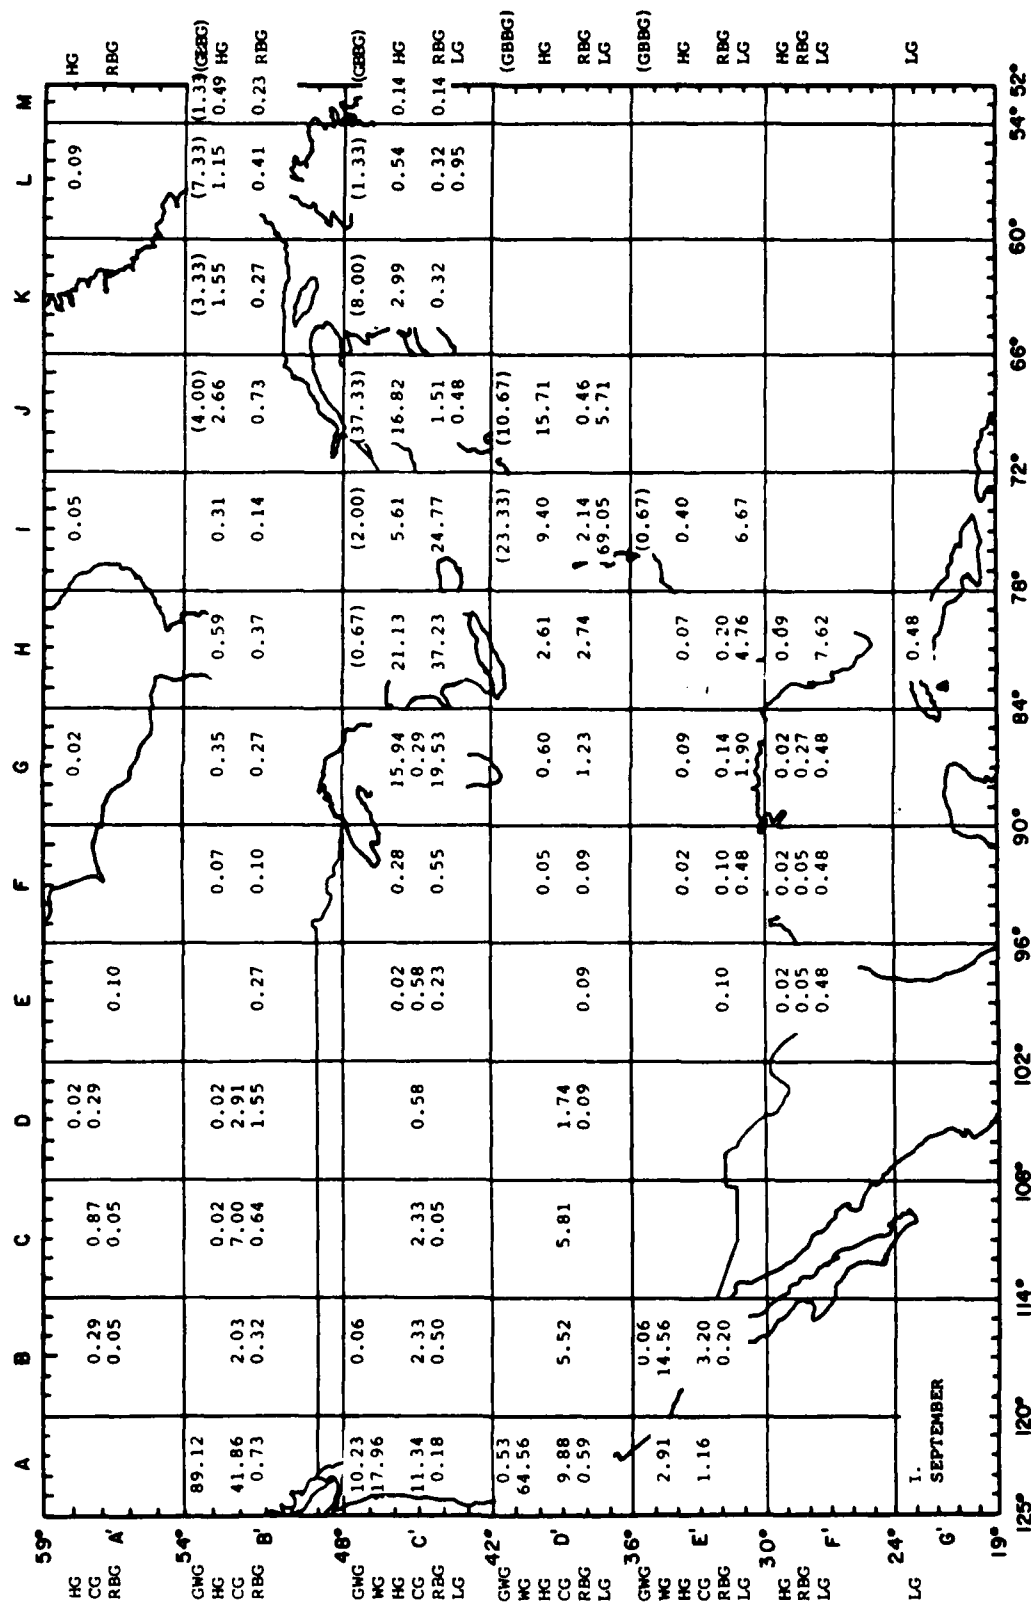 A B C D E F G H I J K L M
59°
HG 0.02 0.02 0.05 0.09 HG
CG 0.29 0.87 0.29
RBG A' 0.05 0.05 0.10 RBG
54°
GWG 89.12 (4.00) (3.33) (7.33) (1.33) (GBBG)
HG 0.02 0.02 0.07 0.35 0.59 0.31 2.66 1.55 1.15 0.49 HG
CG 41.86 2.03 7.00 2.91
RBG B' 0.73 0.32 0.64 1.55 0.27 0.10 0.27 0.37 0.14 0.73 0.27 0.41 0.23 RBG
48°
GWG 10.23 0.06 (0.67) (2.00) (37.33) (8.00) (1.33) (GBBG)
WG 17.96
HG 0.02 0.28 15.94 21.13 5.61 16.82 2.99 0.54 0.14 HG
CG C' 11.34 2.33 2.33 0.58 0.58 0.29
RBG 0.18 0.50 0.05 0.23 0.55 19.53 37.23 24.77 1.51 0.32 0.32 0.14 RBG
LG 0.48 0.95 LG
42°
GWG 0.53 (23.33) (10.67) (GBBG)
WG 64.56
HG D' 0.05 0.60 2.61 9.40 15.71 HG
CG 9.88 5.52 5.81 1.74
RBG 0.59 0.09 0.09 0.09 1.23 2.74 2.14 0.46 RBG
LG 69.05 5.71 LG
36°
GWG 0.06 (0.67) (GBBG)
WG 2.91 14.56
HG 0.02 0.09 0.07 0.40 HG
CG E' 1.16 3.20
RBG 0.20 0.10 0.10 0.14 0.20 RBG
LG 0.48 1.90 4.76 6.67 LG
30°
HG 0.02 0.02 0.02 0.09 HG
RBG 0.05 0.05 0.27 RBG
LG F' 0.48 0.48 0.48 7.62 LG
24°
LG I. 0.48 LG
G' SEPTEMBER
19°
125° 120° 114° 108° 102° 96° 90° 84° 78° 72° 66° 60° 54° 52°